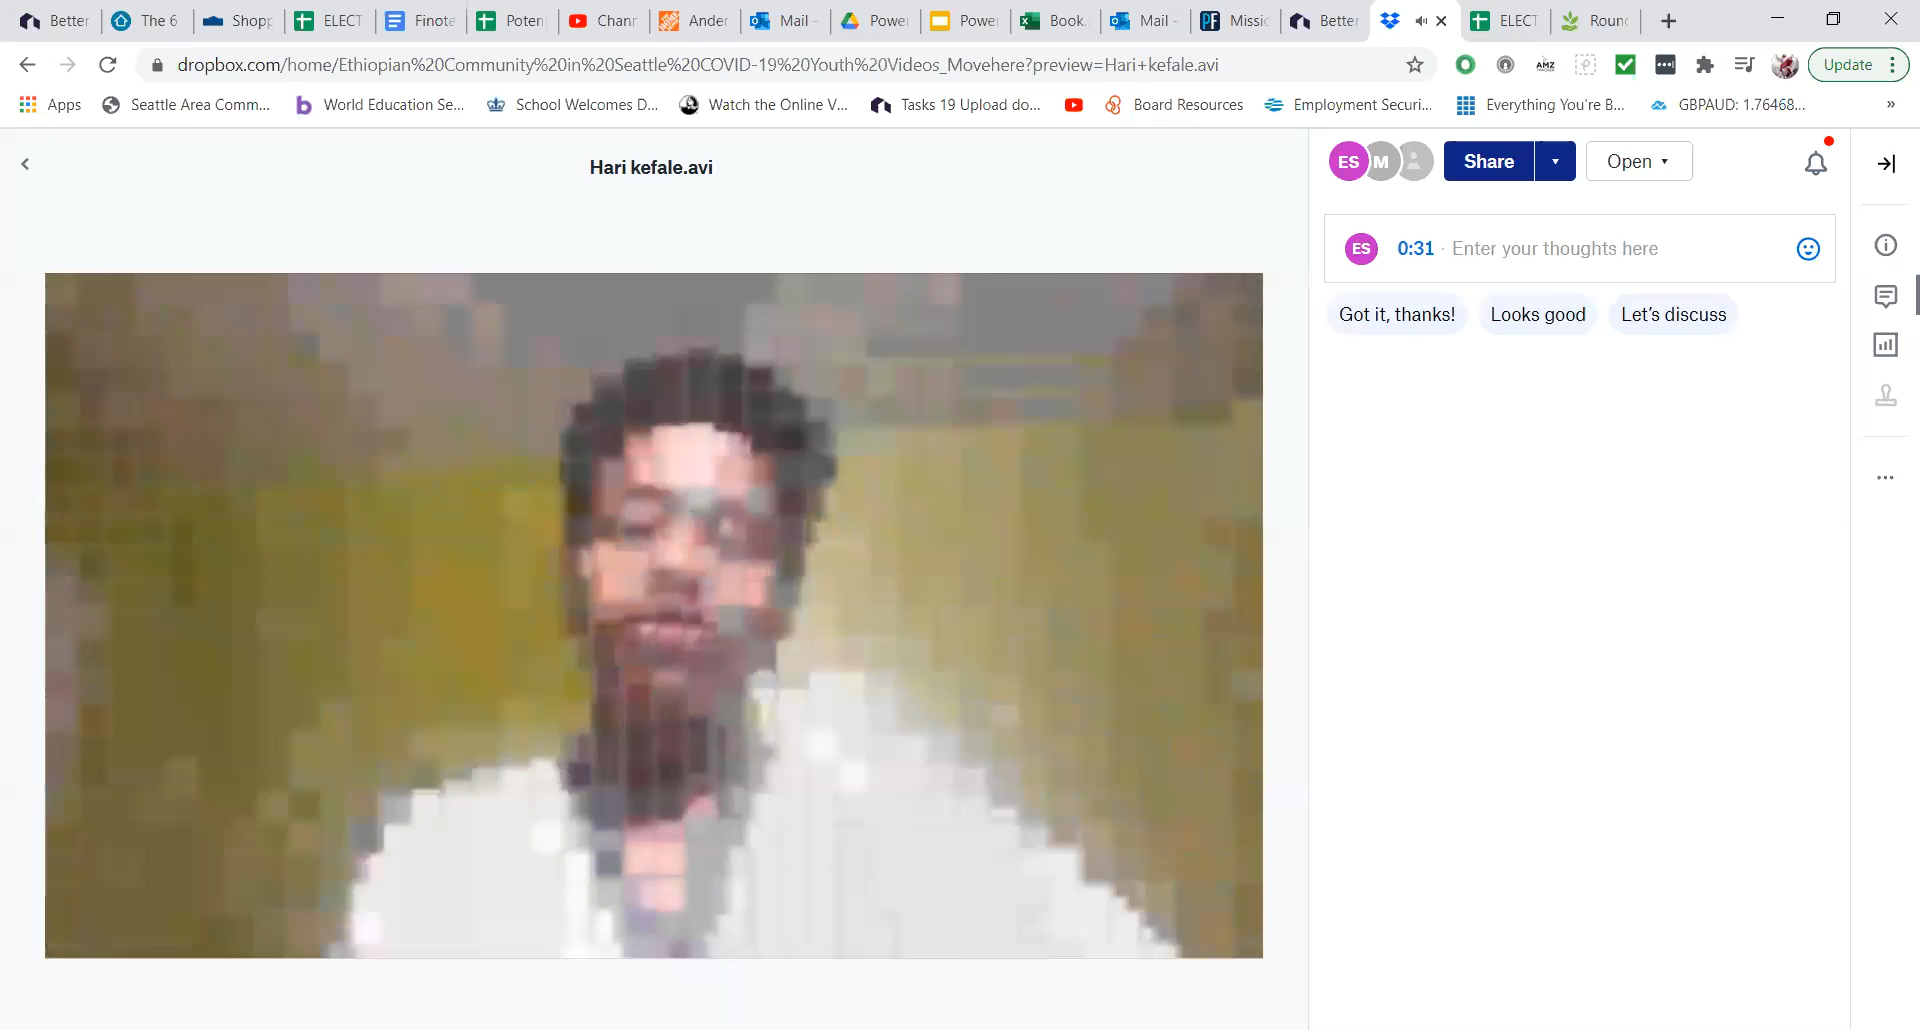 Better The 6 Shopp ELECT Finote Poten Chann Ander Mail - Power Power Book. Mail - PF Missic Better ELECT Round
dropbox.com/home/Ethiopian%20Community%20in%20Seattle%20COVID-19%20Youth%20Videos_Movehere?preview=Hari+kefale.avi AMZ Update
Apps Seattle Area Comm... World Education Se... School Welcomes D... Watch the Online V... Tasks 19 Upload do... Board Resources Employment Securi... Everything You're B... GBPAUD: 1.76468... »
Hari kefale.avi
ES M Share Open
ES 0:31 · Enter your thoughts here
Got it, thanks! Looks good Let's discuss